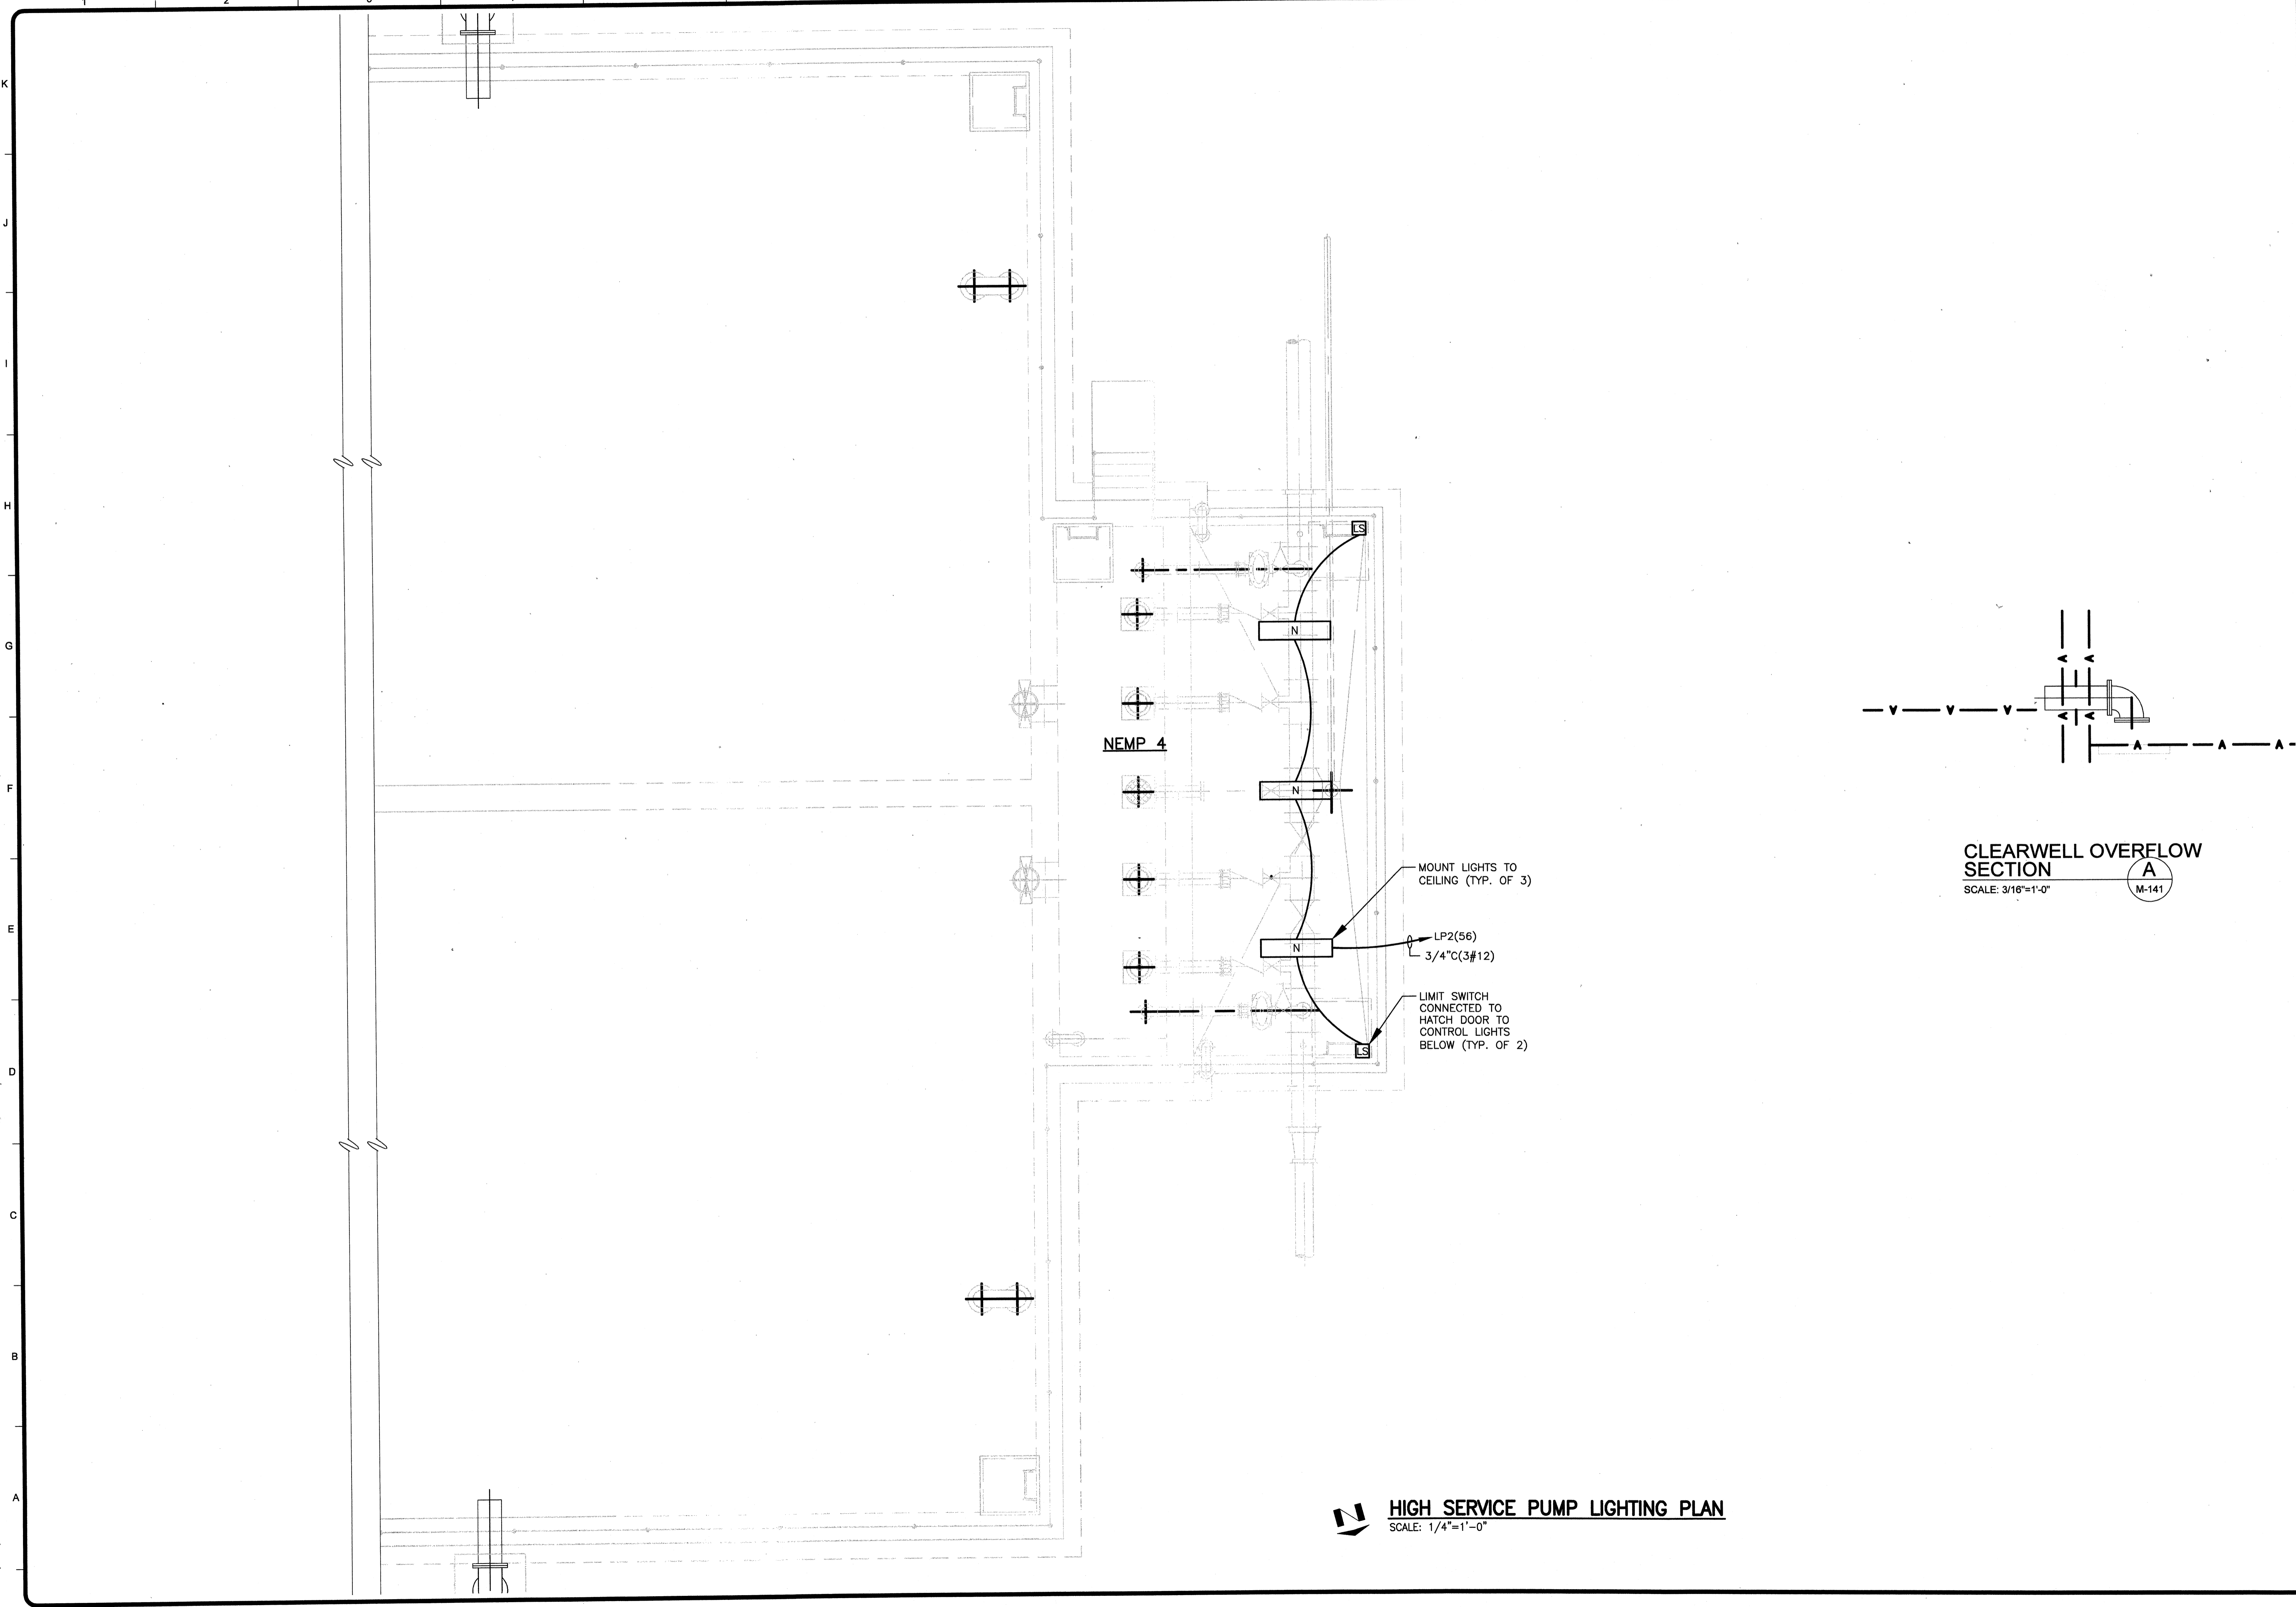 1
2
K
J
I
H
G
F
E
D
C
B
A
LS
N
NEMP 4
N
MOUNT LIGHTS TO
CEILING (TYP. OF 3)
N
LP2(56)
3/4"C(3#12)
LIMIT SWITCH
CONNECTED TO
HATCH DOOR TO
CONTROL LIGHTS
BELOW (TYP. OF 2)
LS
HIGH SERVICE PUMP LIGHTING PLAN
SCALE: 1/4"=1'-0"
CLEARWELL OVERFLOW
SECTION
A
M-141
SCALE: 3/16"=1'-0"